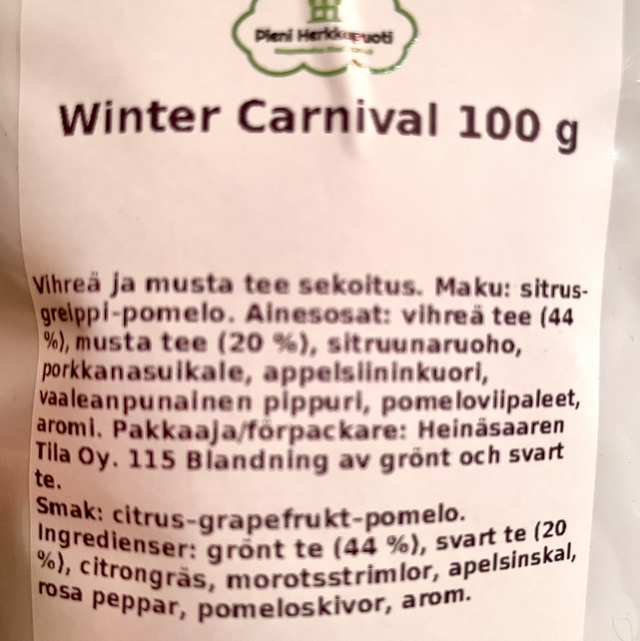 Pieni Herkkupuoti
Winter Carnival 100 g
Vihreä ja musta tee sekoitus. Maku: sitrus-
greippi-pomelo. Ainesosat: vihreä tee (44
%), musta tee (20 %), sitruunaruoho,
porkkanasuikale, appelsiininkuori,
vaaleanpunainen pippuri, pomeloviipaleet,
aromi. Pakkaaja/förpackare: Heinäsaaren
Tila Oy. 115 Blandning av grönt och svart
te.
Smak: citrus-grapefrukt-pomelo.
Ingredienser: grönt te (44 %), svart te (20
%), citrongräs, morotsstrimlor, apelsinskal,
rosa peppar, pomeloskivor, arom.